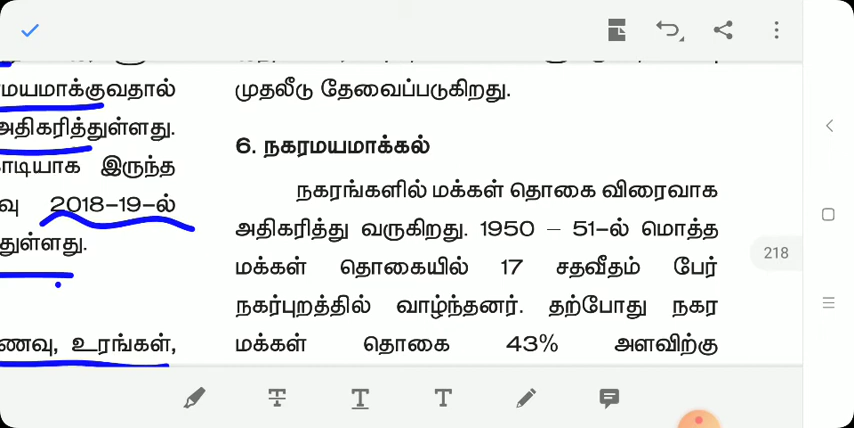 மயமாக்குவதால்
அதிகரித்துள்ளது.
இருந்த
2018–19–ல்
உரங்கள்,
முதலீடு தேவைப்படுகிறது.
6. நகரமயமாக்கல்
நகரங்களில் மக்கள் தொகை விரைவாக
அதிகரித்து வருகிறது. 1950 – 51–ல் மொத்த
மக்கள் தொகையில் 17 சதவீதம் பேர்
நகர்புறத்தில் வாழ்ந்தனர். தற்போது நகர
மக்கள் தொகை 43% அளவிற்கு
218